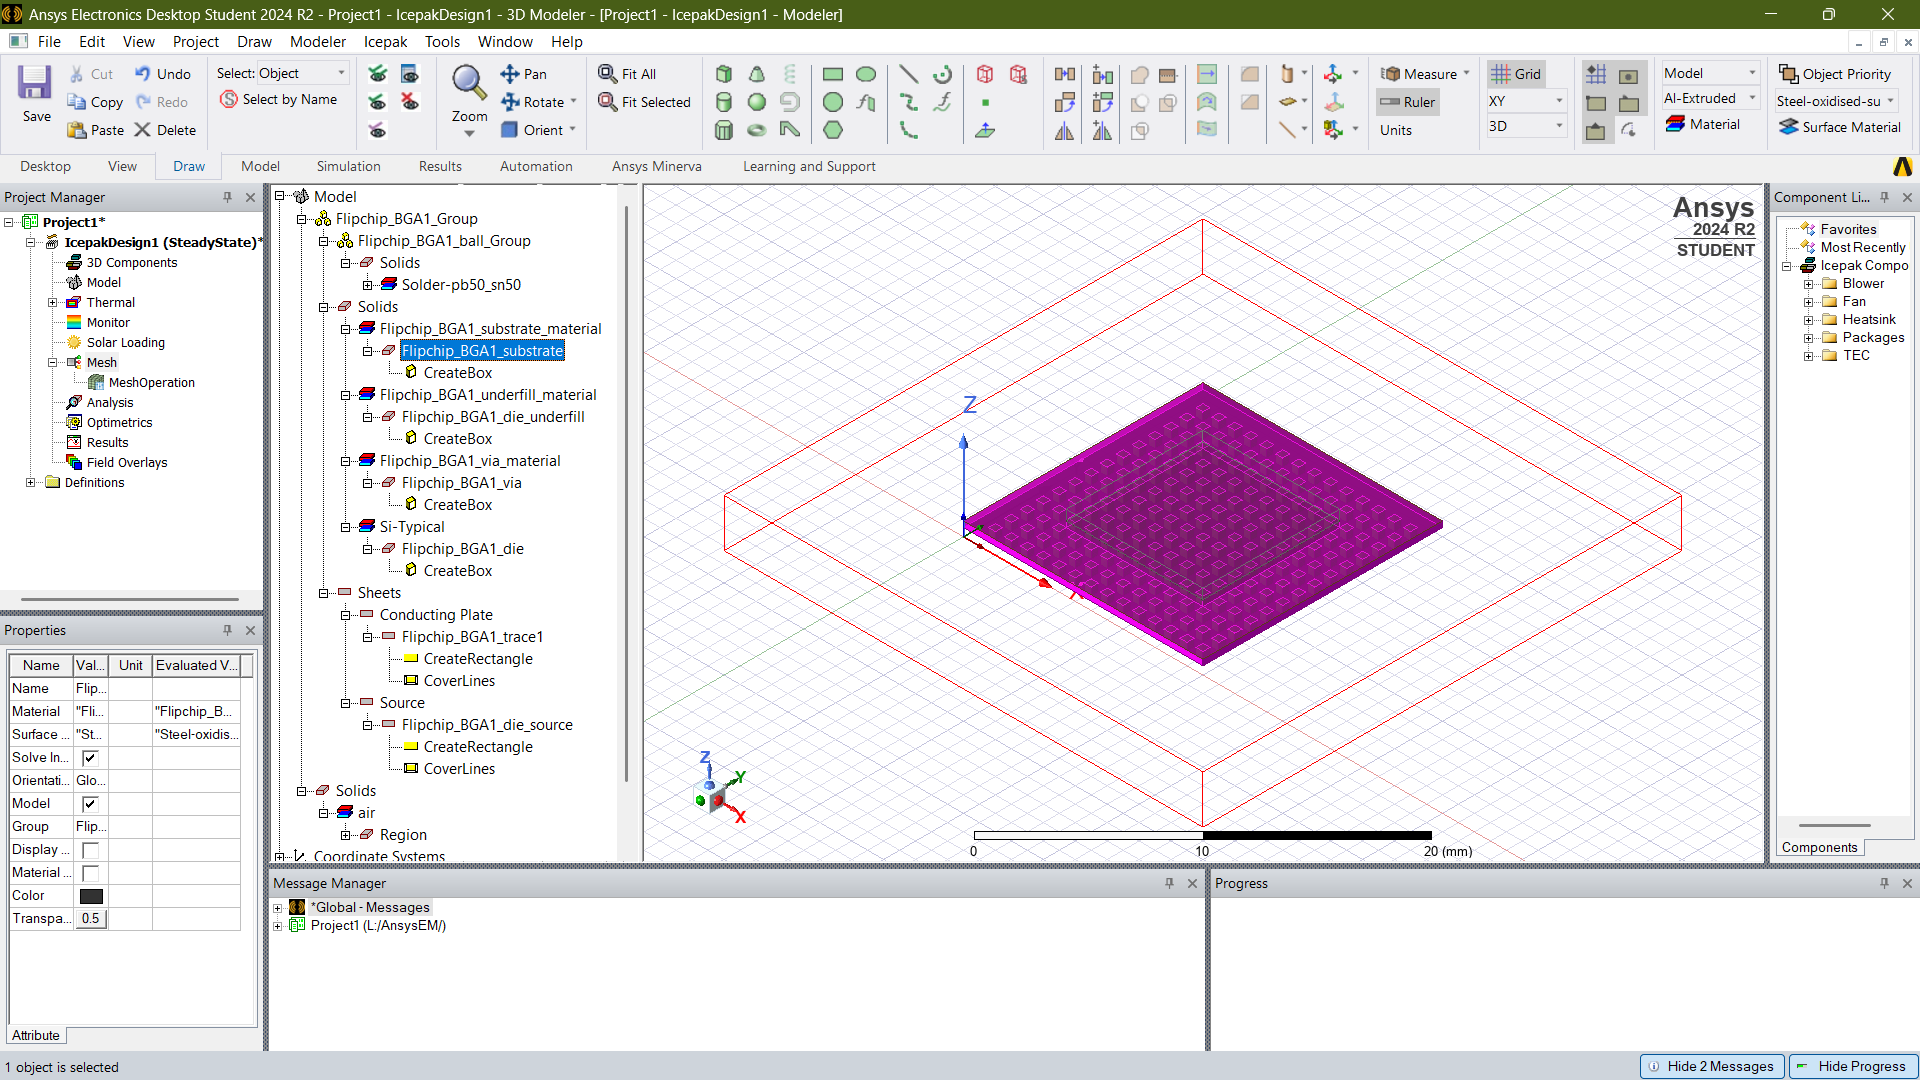 Ansys Electronics Desktop Student 2024 R2 - Project1 - IcepakDesign1 - 3D Modeler - [Project1 - IcepakDesign1 - Modeler]
File Edit View Project Draw Modeler Icepak Tools Window Help
Save
Cut
Copy
Paste
Undo
Redo
Delete
Select: Object
Select by Name
Zoom
Pan
Rotate
Orient
Fit All
Fit Selected
Measure
Ruler
Units
Grid
XY
3D
Model
Al-Extruded
Material
Object Priority
Steel-oxidised-su
Surface Material
Desktop View Draw Model Simulation Results Automation Ansys Minerva Learning and Support
Project Manager
Project1*
IcepakDesign1 (SteadyState)*
3D Components
Model
Thermal
Monitor
Solar Loading
Mesh
MeshOperation
Analysis
Optimetrics
Results
Field Overlays
Definitions
Properties
Name Val... Unit Evaluated V...
Name Flip...
Material "Fli... "Flipchip_B...
Surface ... "St... "Steel-oxidis...
Solve In...
Orientati... Glo...
Model
Group Flip...
Display ...
Material ...
Color
Transpa... 0.5
Attribute
Model
Flipchip_BGA1_Group
Flipchip_BGA1_ball_Group
Solids
Solder-pb50_sn50
Solids
Flipchip_BGA1_substrate_material
Flipchip_BGA1_substrate
CreateBox
Flipchip_BGA1_underfill_material
Flipchip_BGA1_die_underfill
CreateBox
Flipchip_BGA1_via_material
Flipchip_BGA1_via
CreateBox
Si-Typical
Flipchip_BGA1_die
CreateBox
Sheets
Conducting Plate
Flipchip_BGA1_trace1
CreateRectangle
CoverLines
Source
Flipchip_BGA1_die_source
CreateRectangle
CoverLines
Solids
air
Region
Coordinate Systems
Ansys
2024 R2
STUDENT
Z
X
Z
Y
X
0 10 20 (mm)
Component Li...
Favorites
Most Recently
Icepak Compo
Blower
Fan
Heatsink
Packages
TEC
Components
Message Manager
*Global - Messages
Project1 (L:/AnsysEM/)
Progress
1 object is selected
Hide 2 Messages
Hide Progress